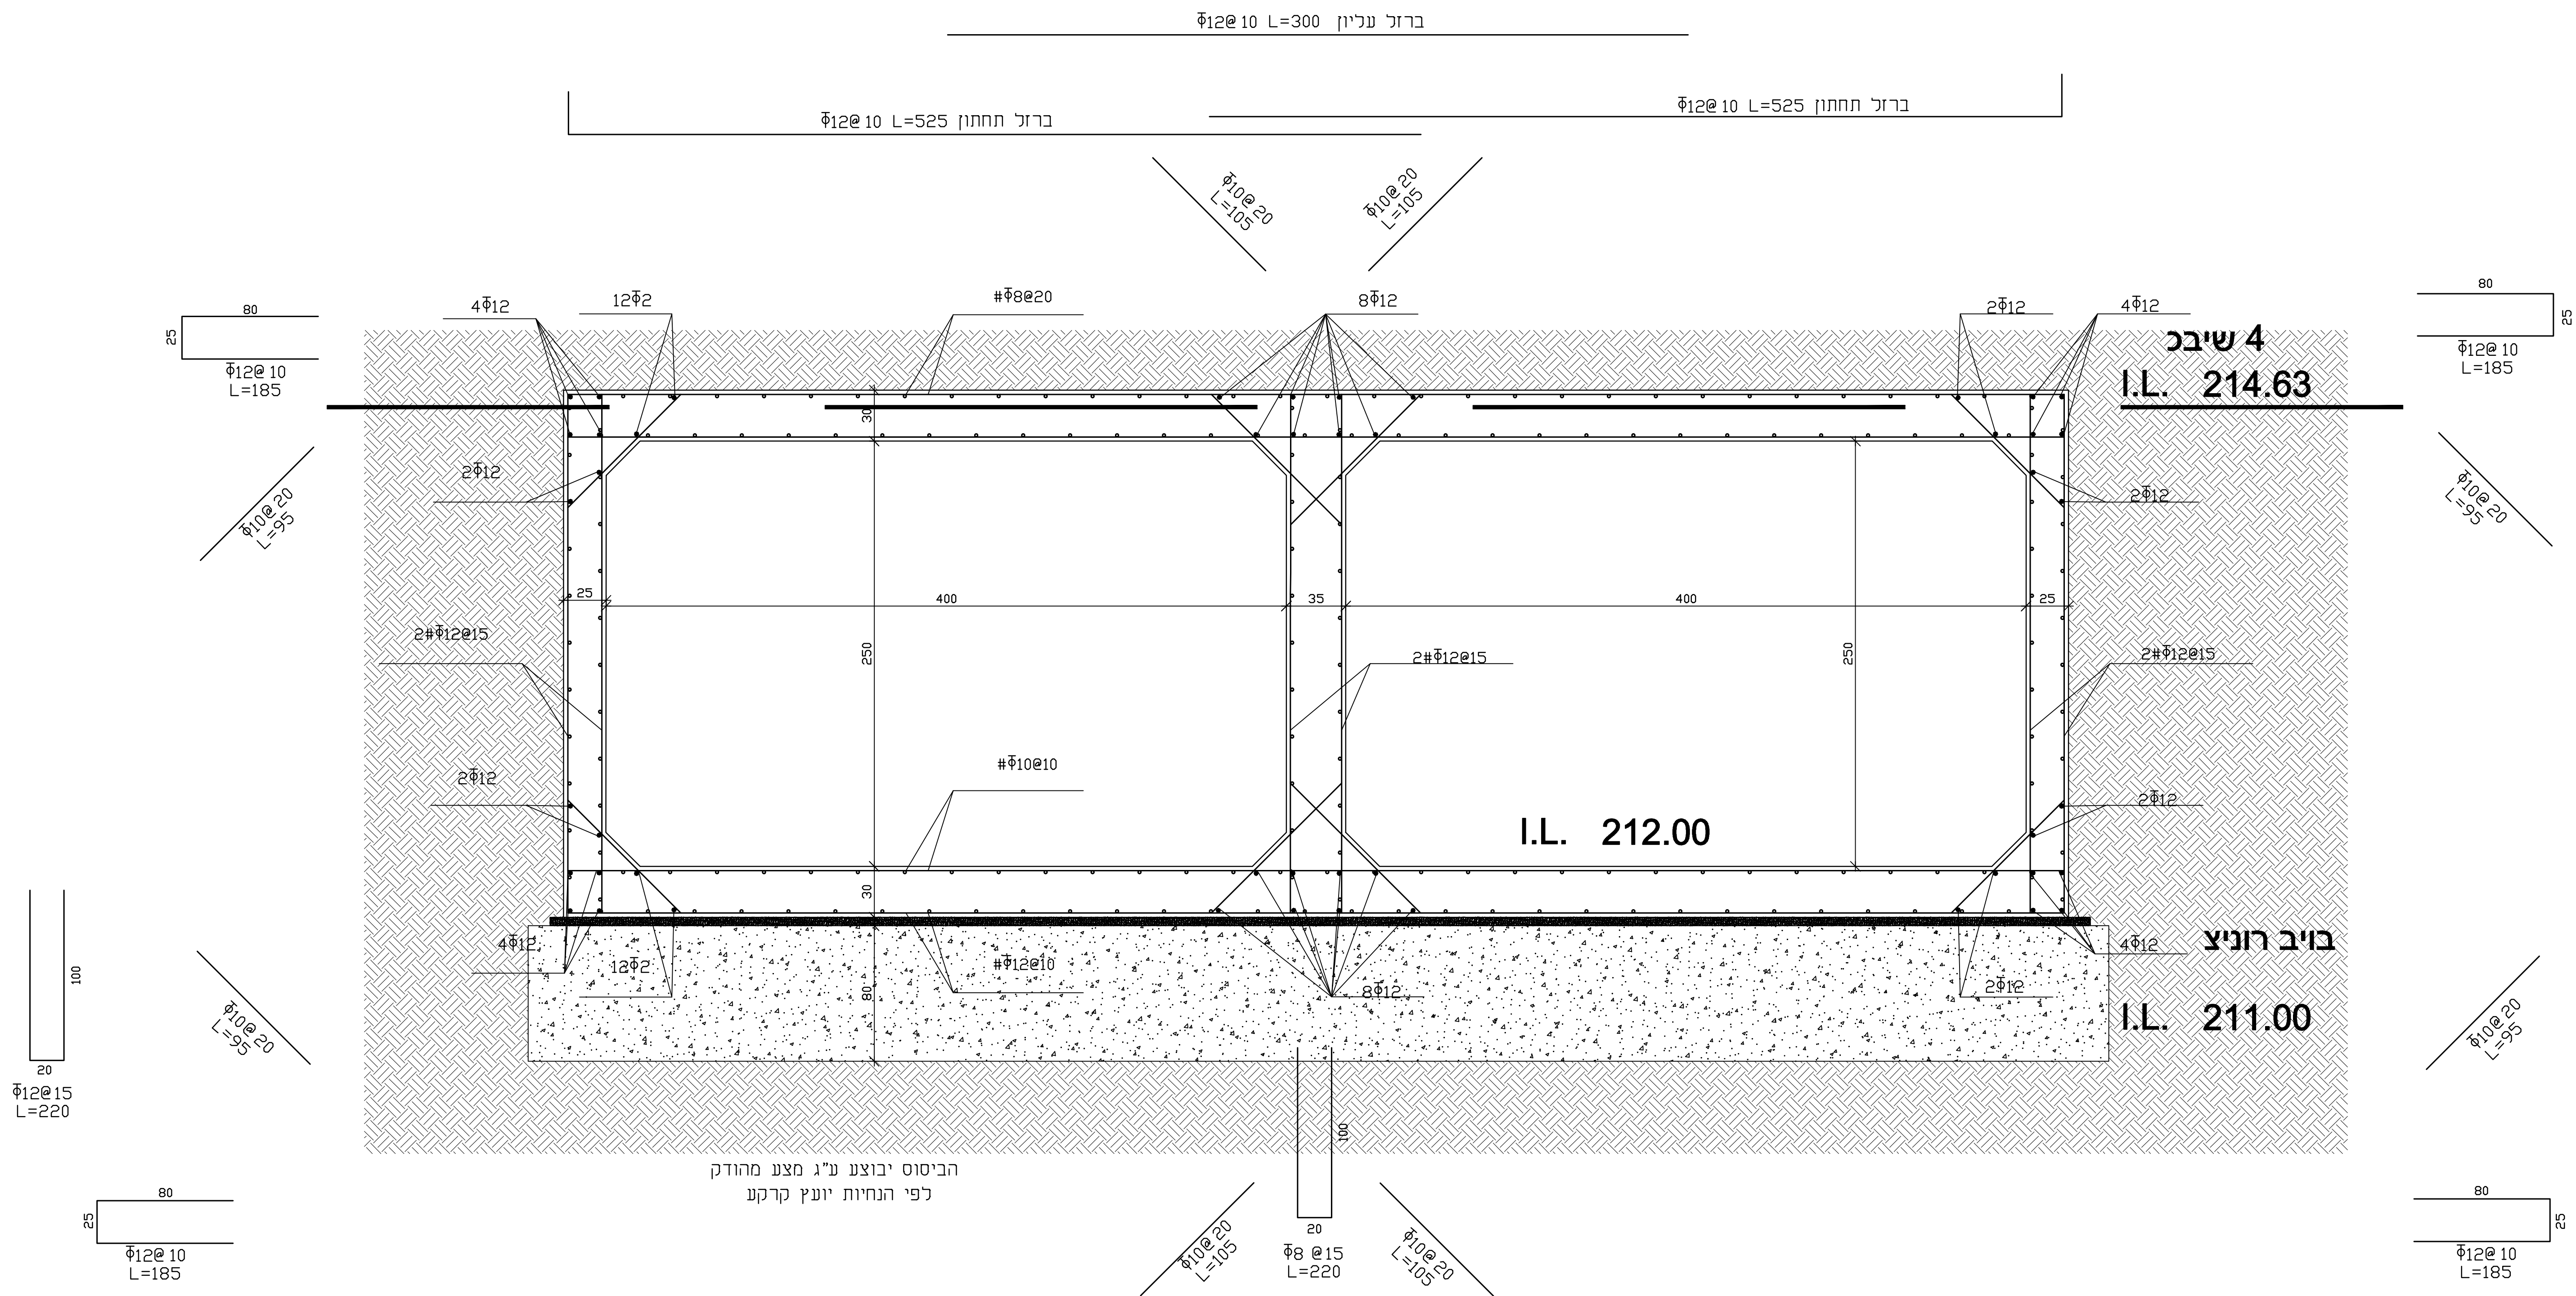 ברזל עליון Φ12@10 L=300
ברזל תחתון Φ12@10 L=525
ברזל תחתון Φ12@10 L=525
Φ10@20
L=105
Φ10@20
L=105
80
25
Φ12@10
L=185
4Φ12
12Φ2
#Φ8@20
8Φ12
2Φ12
4Φ12
80
25
Φ12@10
L=185
כביש 4
I.L. 214.63
30
2Φ12
2Φ12
Φ10@20
L=95
Φ10@20
L=95
25
400
35
400
25
2#Φ12@15
250
2#Φ12@15
250
2#Φ12@15
2Φ12
#Φ10@10
2Φ12
I.L. 212.00
30
4Φ12
12Φ2
#Φ12@10
80
8Φ12
2Φ12
4Φ12
בויב רוניצ
I.L. 211.00
100
20
Φ12@15
L=220
Φ10@20
L=95
Φ10@20
L=95
100
20
Φ8 @15
L=220
הביסוס יבוצע ע"ג מצע מהודק
לפי הנחיות יועץ קרקע
80
25
Φ12@10
L=185
Φ10@20
L=105
Φ10@20
L=105
80
25
Φ12@10
L=185